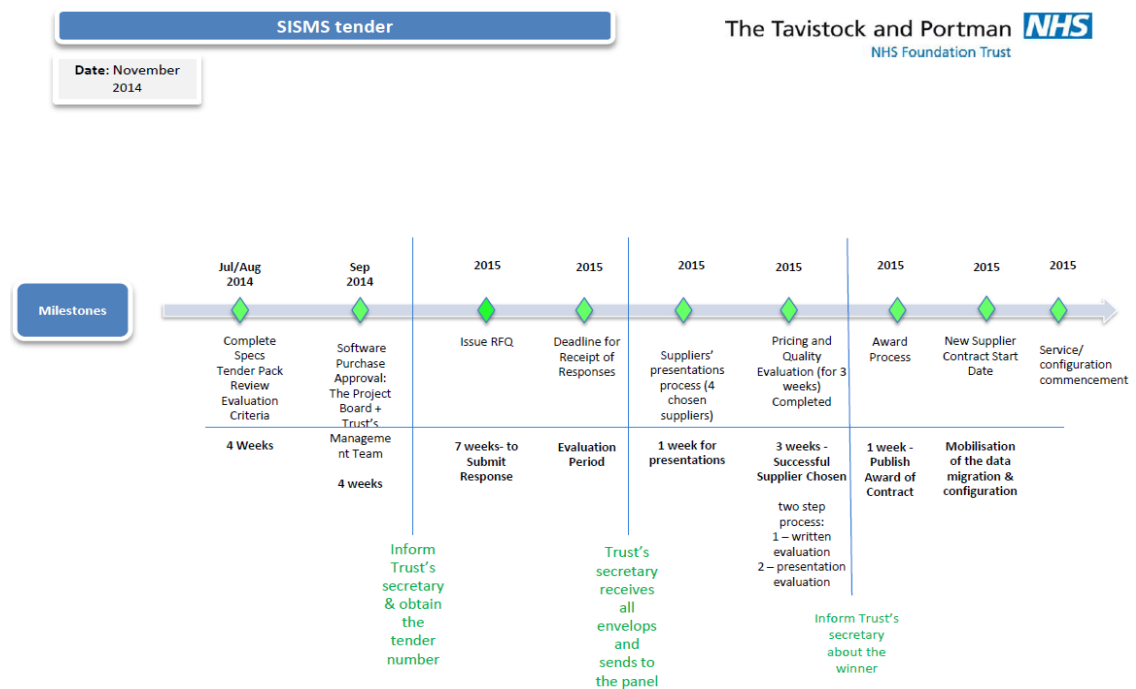 SISMS tender
The Tavistock and Portman NHS
NHS Foundation Trust
Date: November
2014
Milestones
Jul/Aug
2014
Complete
Specs
Tender Pack
Review
Evaluation
Criteria
4 Weeks
Sep
2014
Software
Purchase
Approval:
The Project
Board +
Trust's
Manageme
nt Team
4 weeks
2015
Issue RFQ
7 weeks- to
Submit
Response
2015
Deadline for
Receipt of
Responses
Evaluation
Period
2015
Suppliers'
presentations
process (4
chosen
suppliers)
1 week for
presentations
2015
Pricing and
Quality
Evaluation (for 3
weeks)
Completed
3 weeks -
Successful
Supplier Chosen
two step
process:
1 – written
evaluation
2 – presentation
evaluation
2015
Award
Process
1 week -
Publish
Award of
Contract
2015
New Supplier
Contract Start
Date
Mobilisation
of the data
migration &
configuration
2015
Service/
configuration
commencement
Inform
Trust's
secretary
& obtain
the
tender
number
Trust's
secretary
receives
all
envelops
and
sends to
the panel
Inform Trust's
secretary
about the
winner